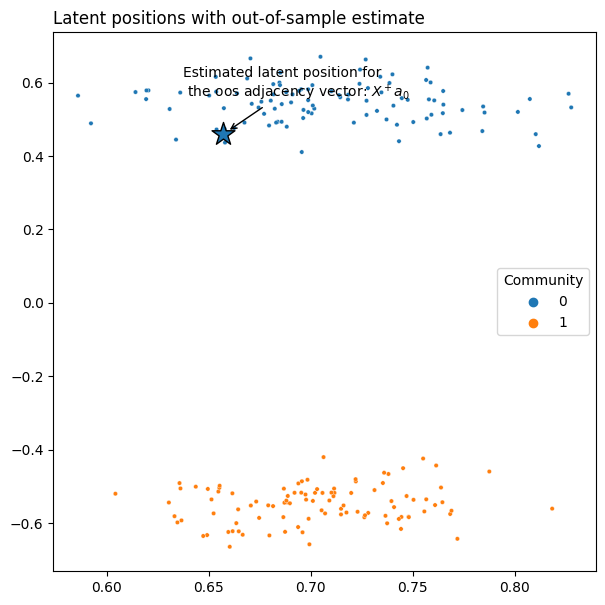 Latent positions with out-of-sample estimate
Estimated latent position for
the oos adjacency vector: $X^+a_0$
0.6
0.4
0.2
0.0
−0.2
−0.4
−0.6
Community
0
1
0.60 0.65 0.70 0.75 0.80